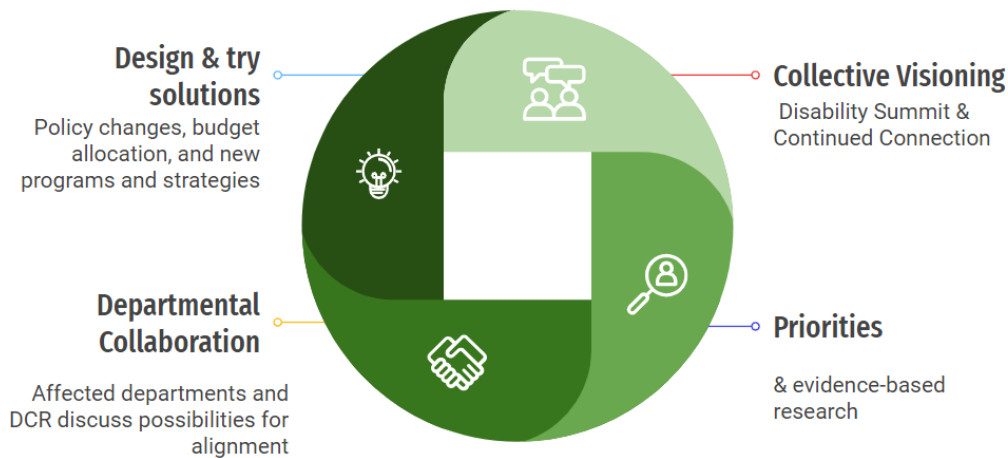 Design & try
solutions
Policy changes, budget
allocation, and new
programs and strategies
Collective Visioning
Disability Summit &
Continued Connection
Departmental
Collaboration
Affected departments and
DCR discuss possibilities for
alignment
Priorities
& evidence-based
research